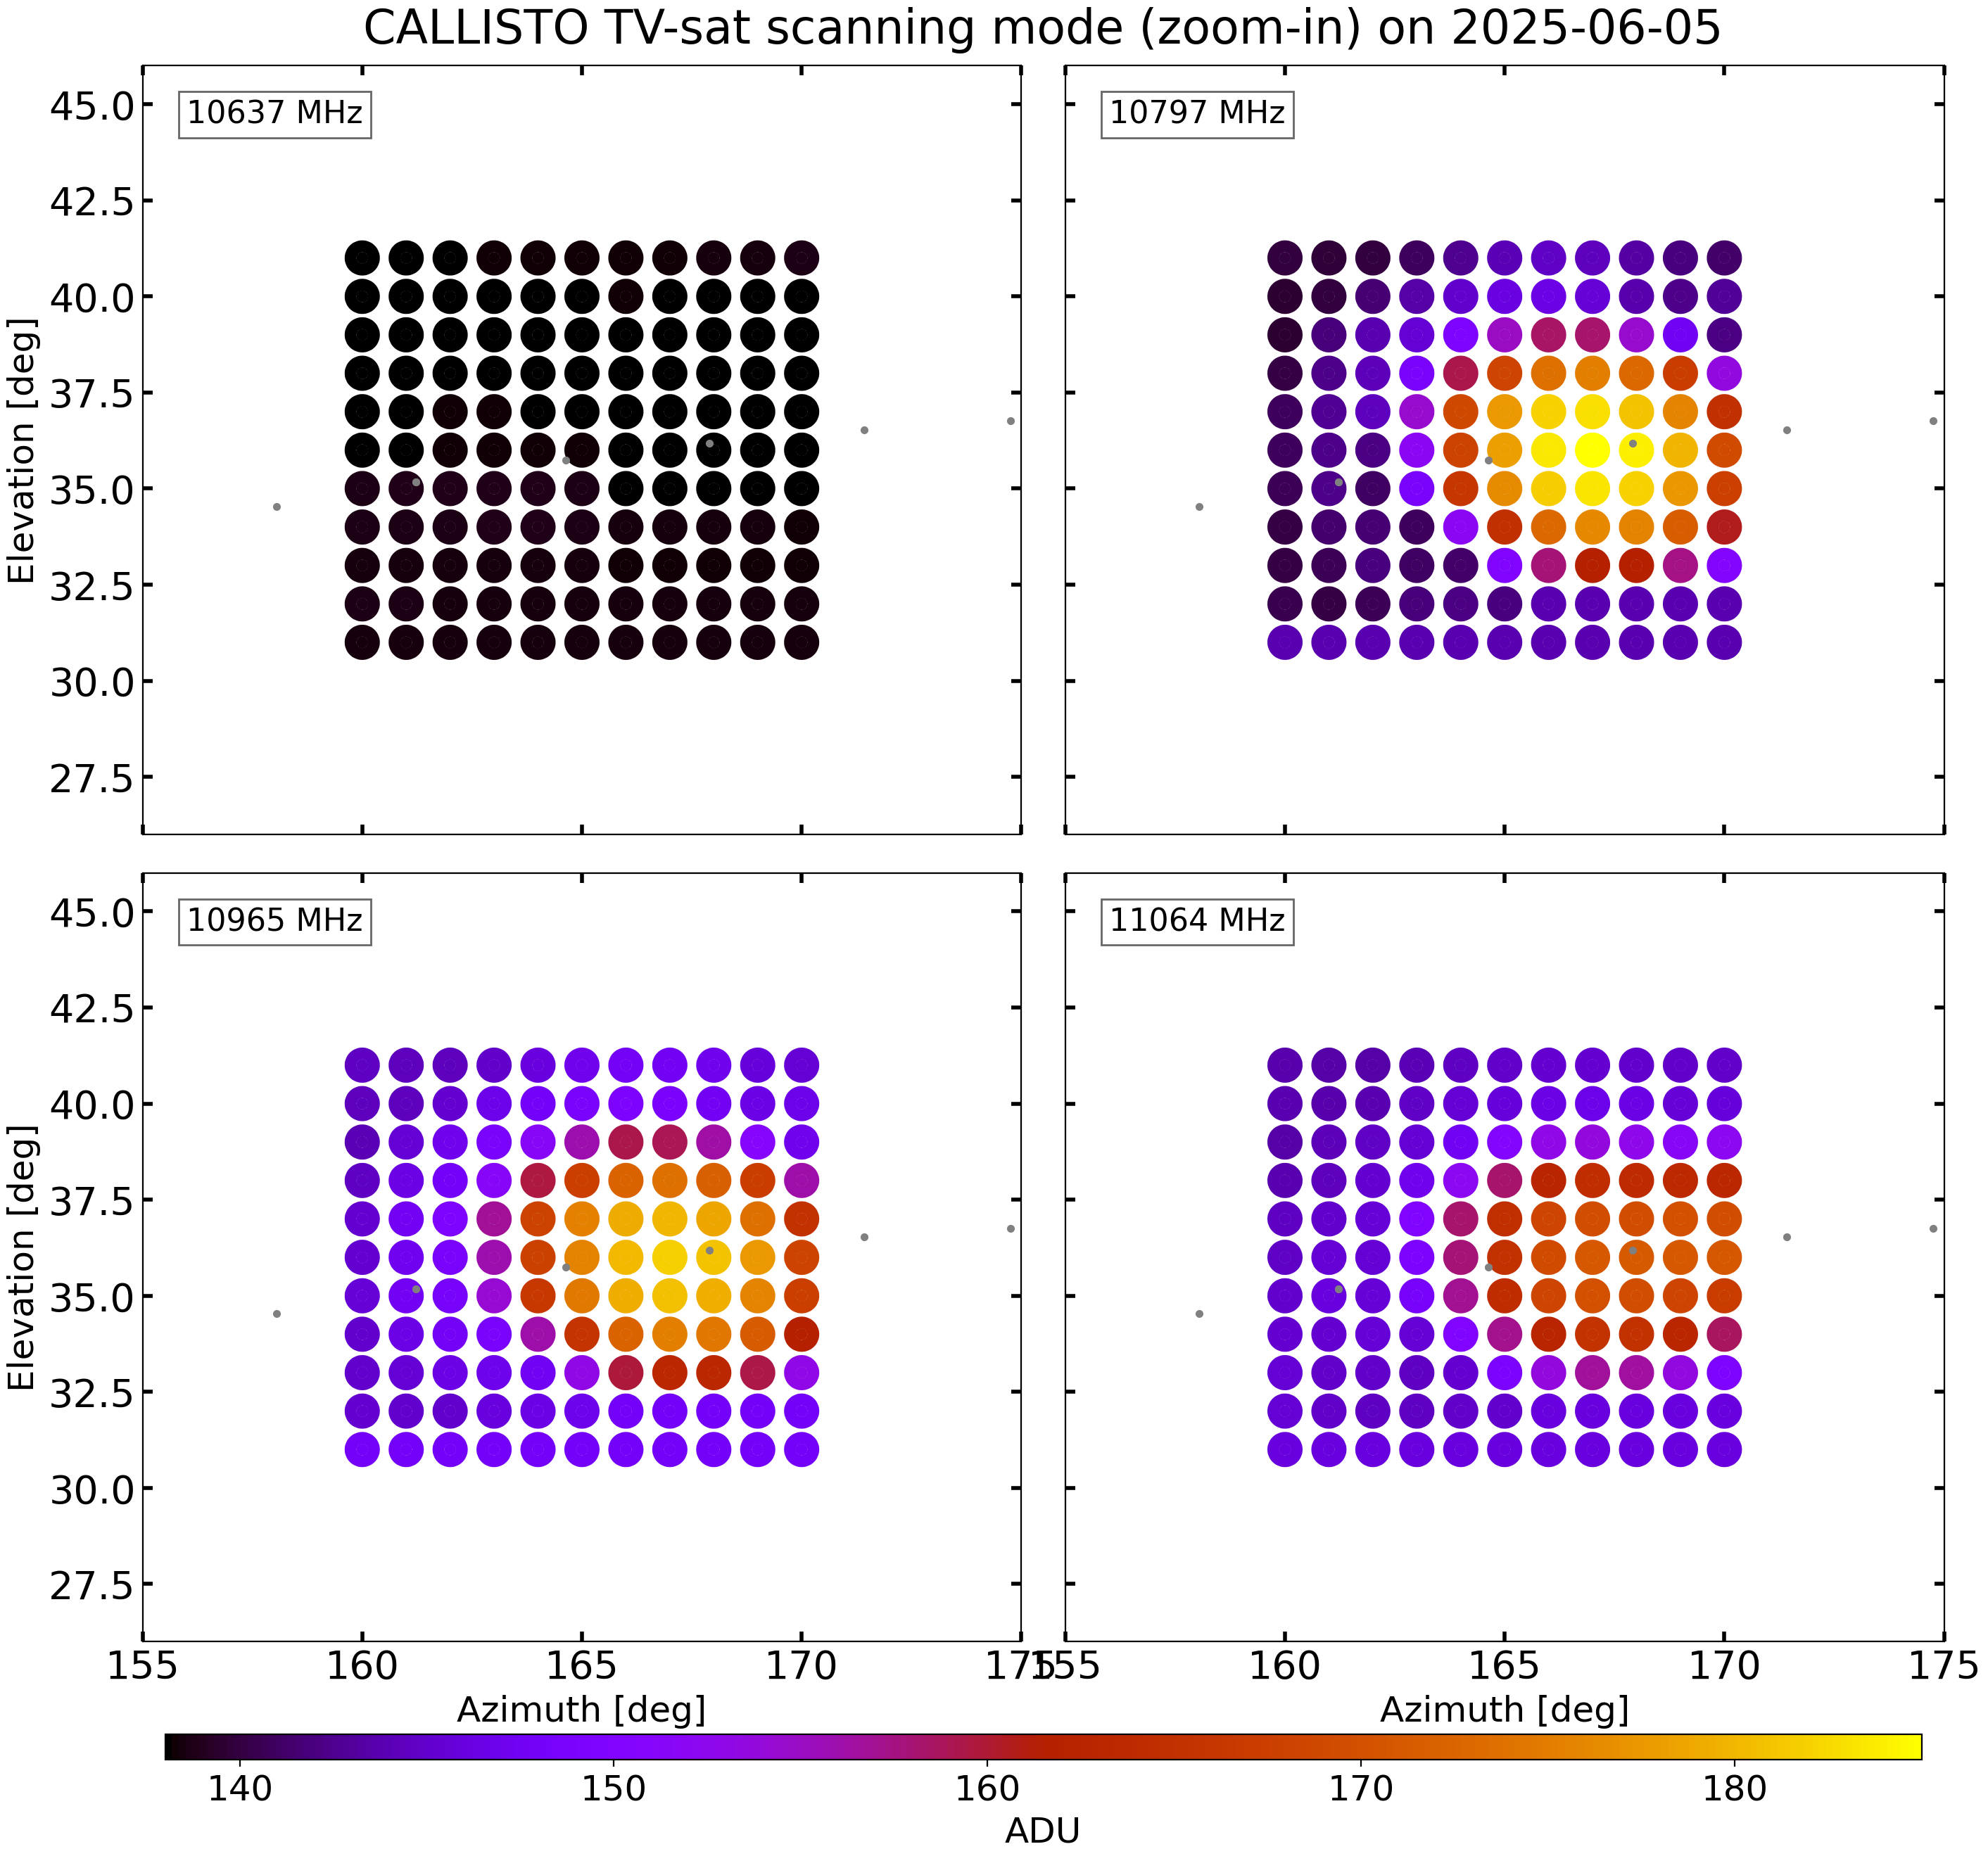 CALLISTO TV-sat scanning mode (zoom-in) on 2025-06-05
10637 MHz
10797 MHz
45.0
42.5
40.0
37.5
35.0
32.5
30.0
27.5
Elevation [deg]
10965 MHz
11064 MHz
45.0
42.5
40.0
37.5
35.0
32.5
30.0
27.5
Elevation [deg]
155 160 165 170 175
155 160 165 170 175
Azimuth [deg]
Azimuth [deg]
140 150 160 170 180
ADU